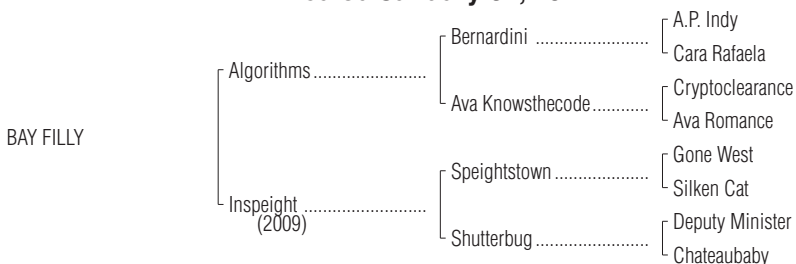 A.P. Indy
Bernardini ....................
Cara Rafaela
Algorithms ..........................
Cryptoclearance
Ava Knowsthecode ............
Ava Romance
BAY FILLY
Gone West
Speightstown ....................
Silken Cat
Inspeight ............................
(2009)
Deputy Minister
Shutterbug .........................
Chateaubaby